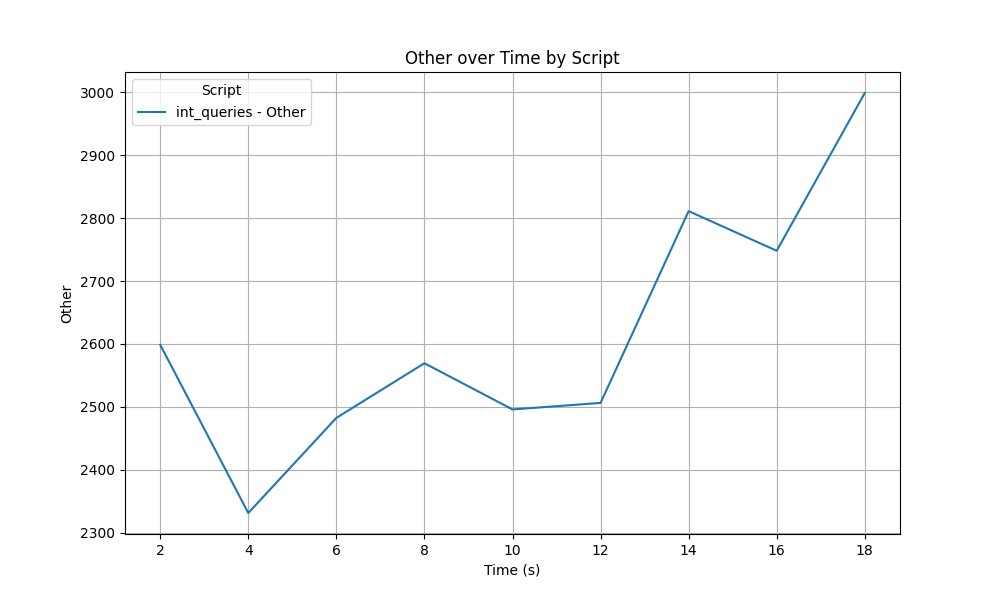 Other over Time by Script
Script
int_queries - Other
3000
2900
2800
2700
2600
2500
2400
2300
Other
2 4 6 8 10 12 14 16 18
Time (s)